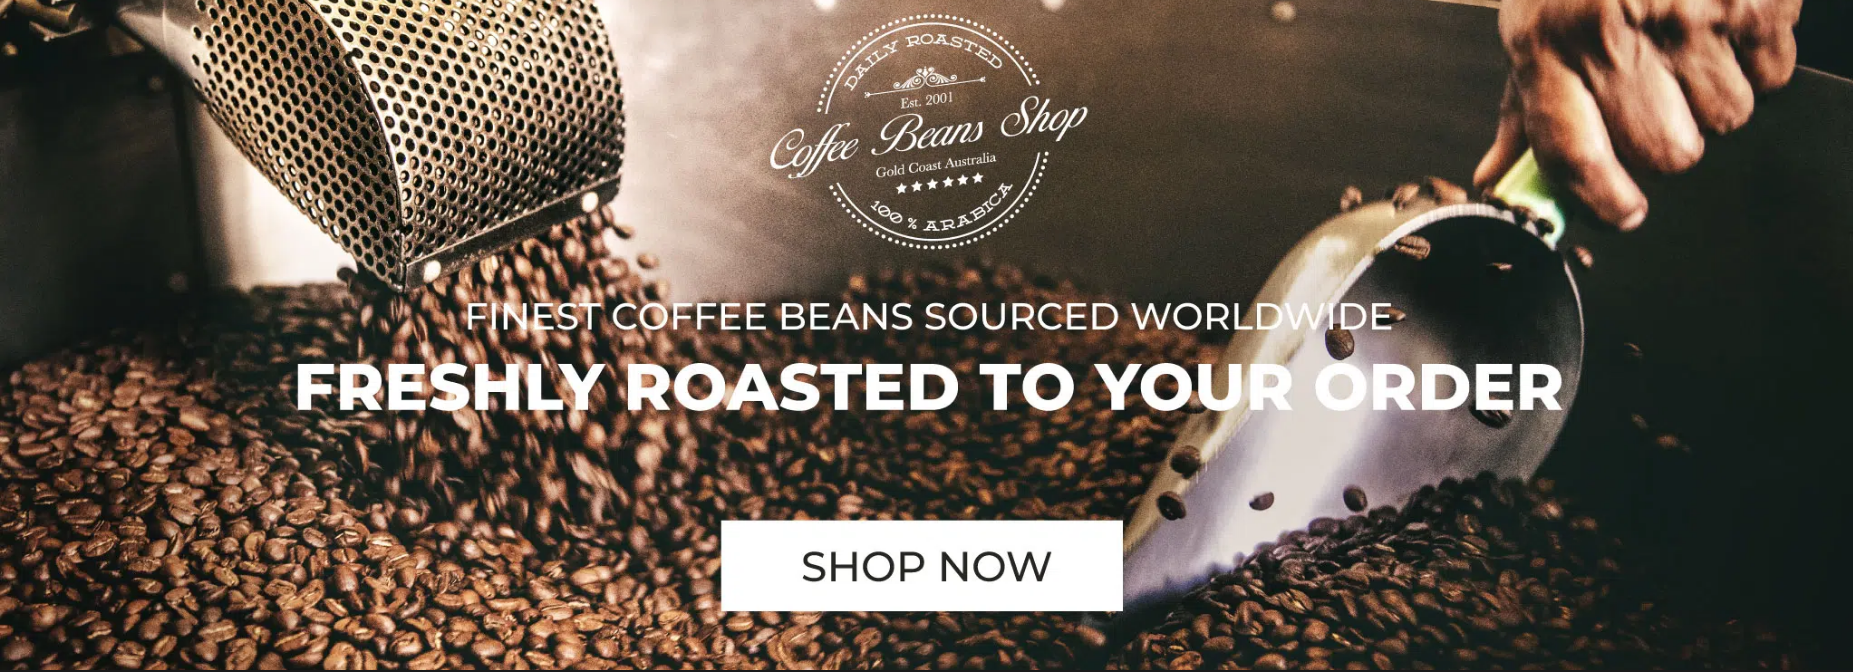 DAILY ROASTED
Est. 2001
Coffee Beans Shop
Gold Coast Australia
100 % ARABICA
FINEST COFFEE BEANS SOURCED WORLDWIDE
FRESHLY ROASTED TO YOUR ORDER
SHOP NOW